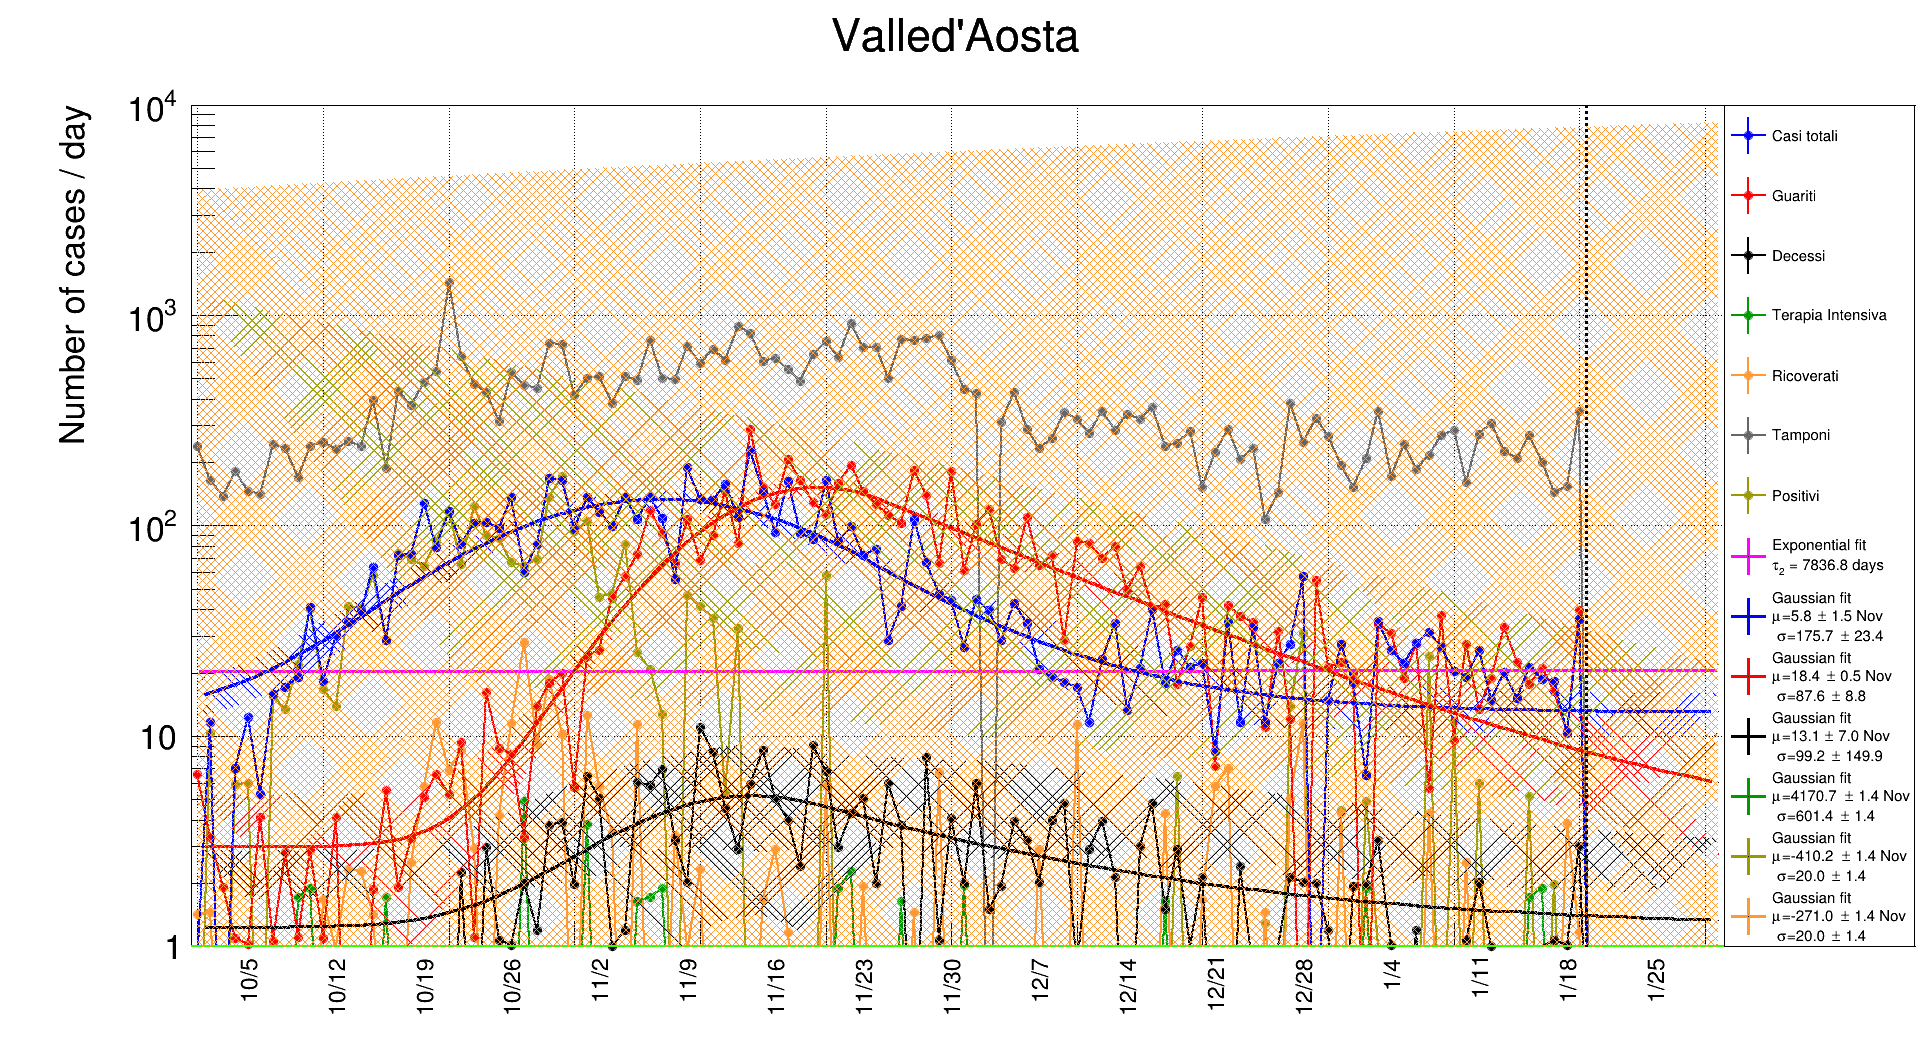 Valled'Aosta
Number of cases / day
10^4
10^3
10^2
10
1
10/5
10/12
10/19
10/26
11/2
11/9
11/16
11/23
11/30
12/7
12/14
12/21
12/28
1/4
1/11
1/18
1/25
Casi totali
Guariti
Decessi
Terapia Intensiva
Ricoverati
Tamponi
Positivi
Exponential fit
τ2 = 7836.8 days
Gaussian fit
μ=5.8 ± 1.5 Nov
σ=175.7 ± 23.4
Gaussian fit
μ=18.4 ± 0.5 Nov
σ=87.6 ± 8.8
Gaussian fit
μ=13.1 ± 7.0 Nov
σ=99.2 ± 149.9
Gaussian fit
μ=4170.7 ± 1.4 Nov
σ=601.4 ± 1.4
Gaussian fit
μ=-410.2 ± 1.4 Nov
σ=20.0 ± 1.4
Gaussian fit
μ=-271.0 ± 1.4 Nov
σ=20.0 ± 1.4